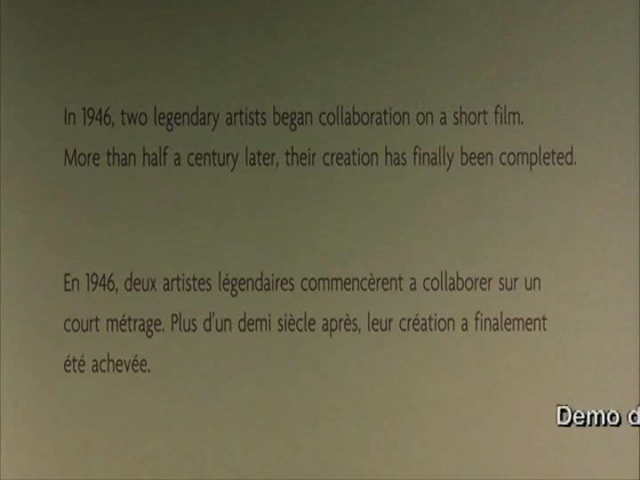 In 1946, two legendary artists began collaboration on a short film.
More than half a century later, their creation has finally been completed.
En 1946, deux artistes légendaires commencèrent a collaborer sur un
court métrage. Plus d'un demi siècle après, leur création a finalement
été achevée.
Demo d